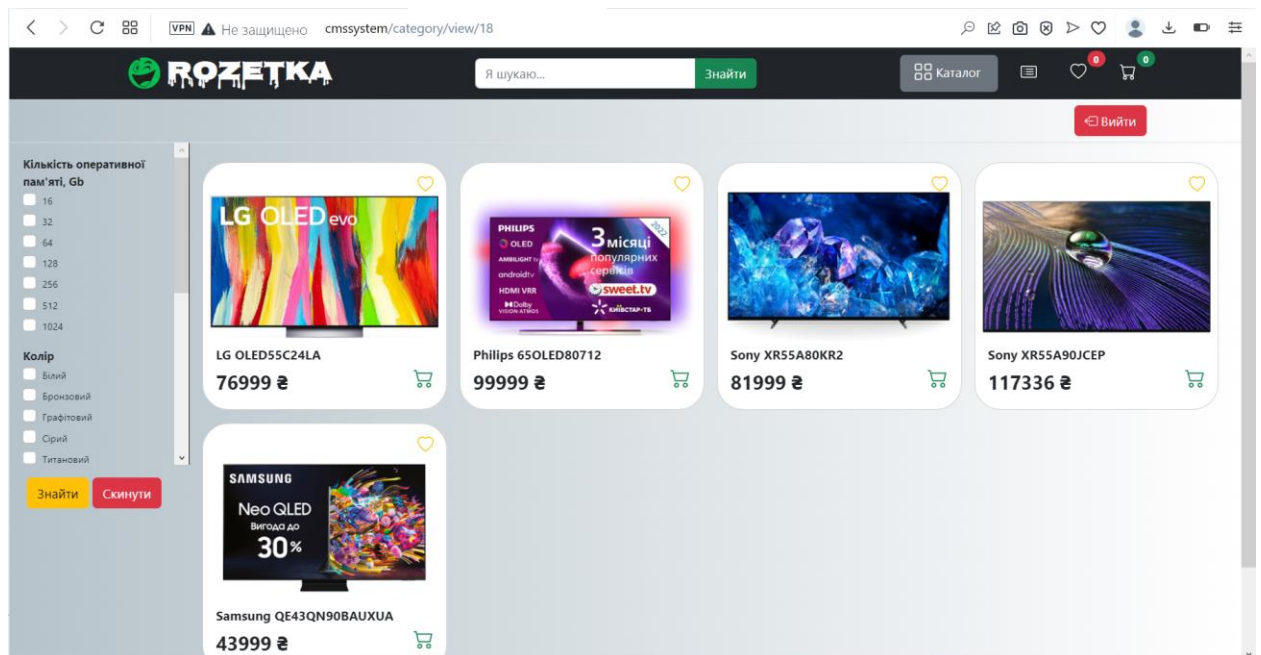 VPN Не защищено cmssystem/category/view/18
ROZETKA
Я шукаю...
Знайти
Каталог
0
0
Вийти
Кількість оперативної
пам'яті, Gb
16
32
64
128
256
512
1024
Колір
Білий
Бронзовий
Графітовий
Сірий
Титановий
Знайти
Скинути
LG OLED evo
LG OLED55C24LA
76999 ₴
PHILIPS
OLED
AMBILIGHT tv
androidtv
HDMI VRR
Dolby
VISION·ATMOS
2022
3 місяці
популярних
сервісів
sweet.tv
КИЇВСТАР-ТБ
Philips 65OLED80712
99999 ₴
Sony XR55A80KR2
81999 ₴
Sony XR55A90JCEP
117336 ₴
SAMSUNG
Neo QLED
Вигода до
30%
Samsung QE43QN90BAUXUA
43999 ₴